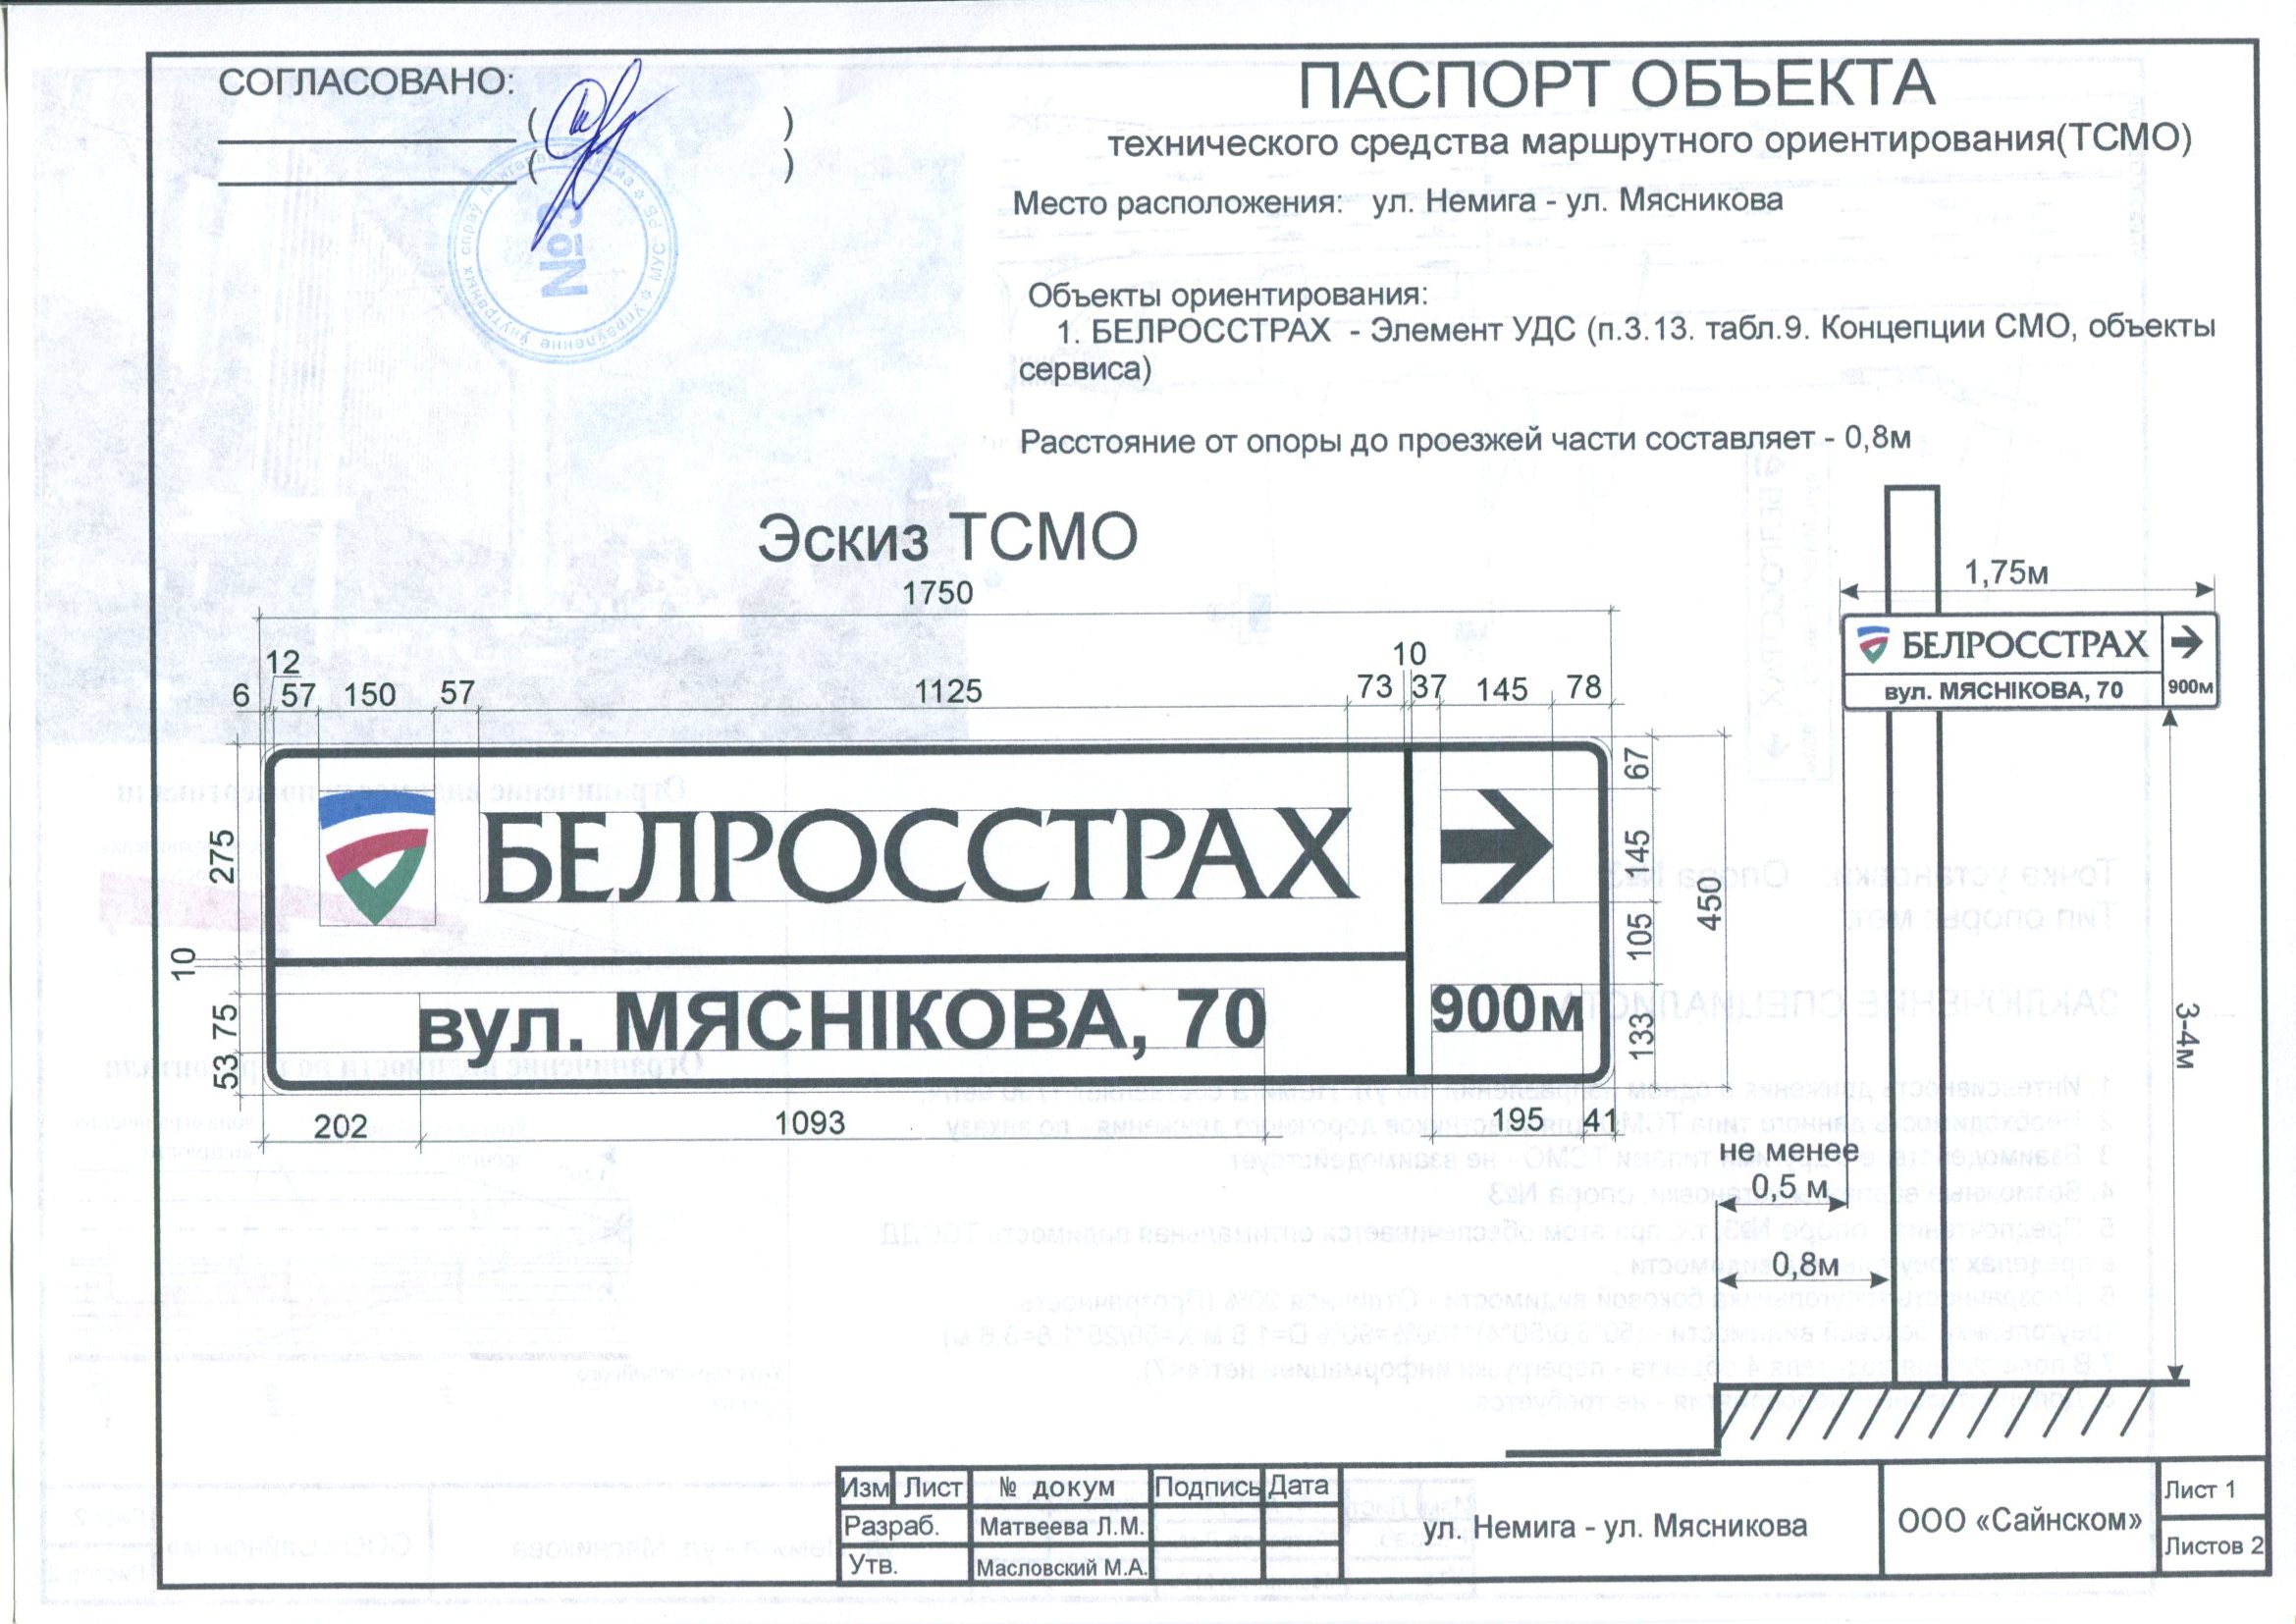 СОГЛАСОВАНО:
( )
( )
№3
ПАСПОРТ ОБЪЕКТА
технического средства маршрутного ориентирования(ТСМО)
Место расположения: ул. Немига - ул. Мясникова
Объекты ориентирования:
1. БЕЛРОССТРАХ - Элемент УДС (п.3.13. табл.9. Концепции СМО, объекты
сервиса)
Расстояние от опоры до проезжей части составляет - 0,8м
Эскиз ТСМО
1750
12
10
6 57 150 57 1125 73 37 145 78
БЕЛРОССТРАХ
вул. МЯСНІКОВА, 70
900м
275
10
75
53
67
145
105
133
450
202 1093 195 41
1,75м
БЕЛРОССТРАХ
вул. МЯСНІКОВА, 70
900м
3-4м
не менее
0,5 м
0,8м
Изм Лист № докум Подпись Дата
Разраб. Матвеева Л.М.
Утв. Масловский М.А.
ул. Немига - ул. Мясникова
ООО «Сайнском»
Лист 1
Листов 2